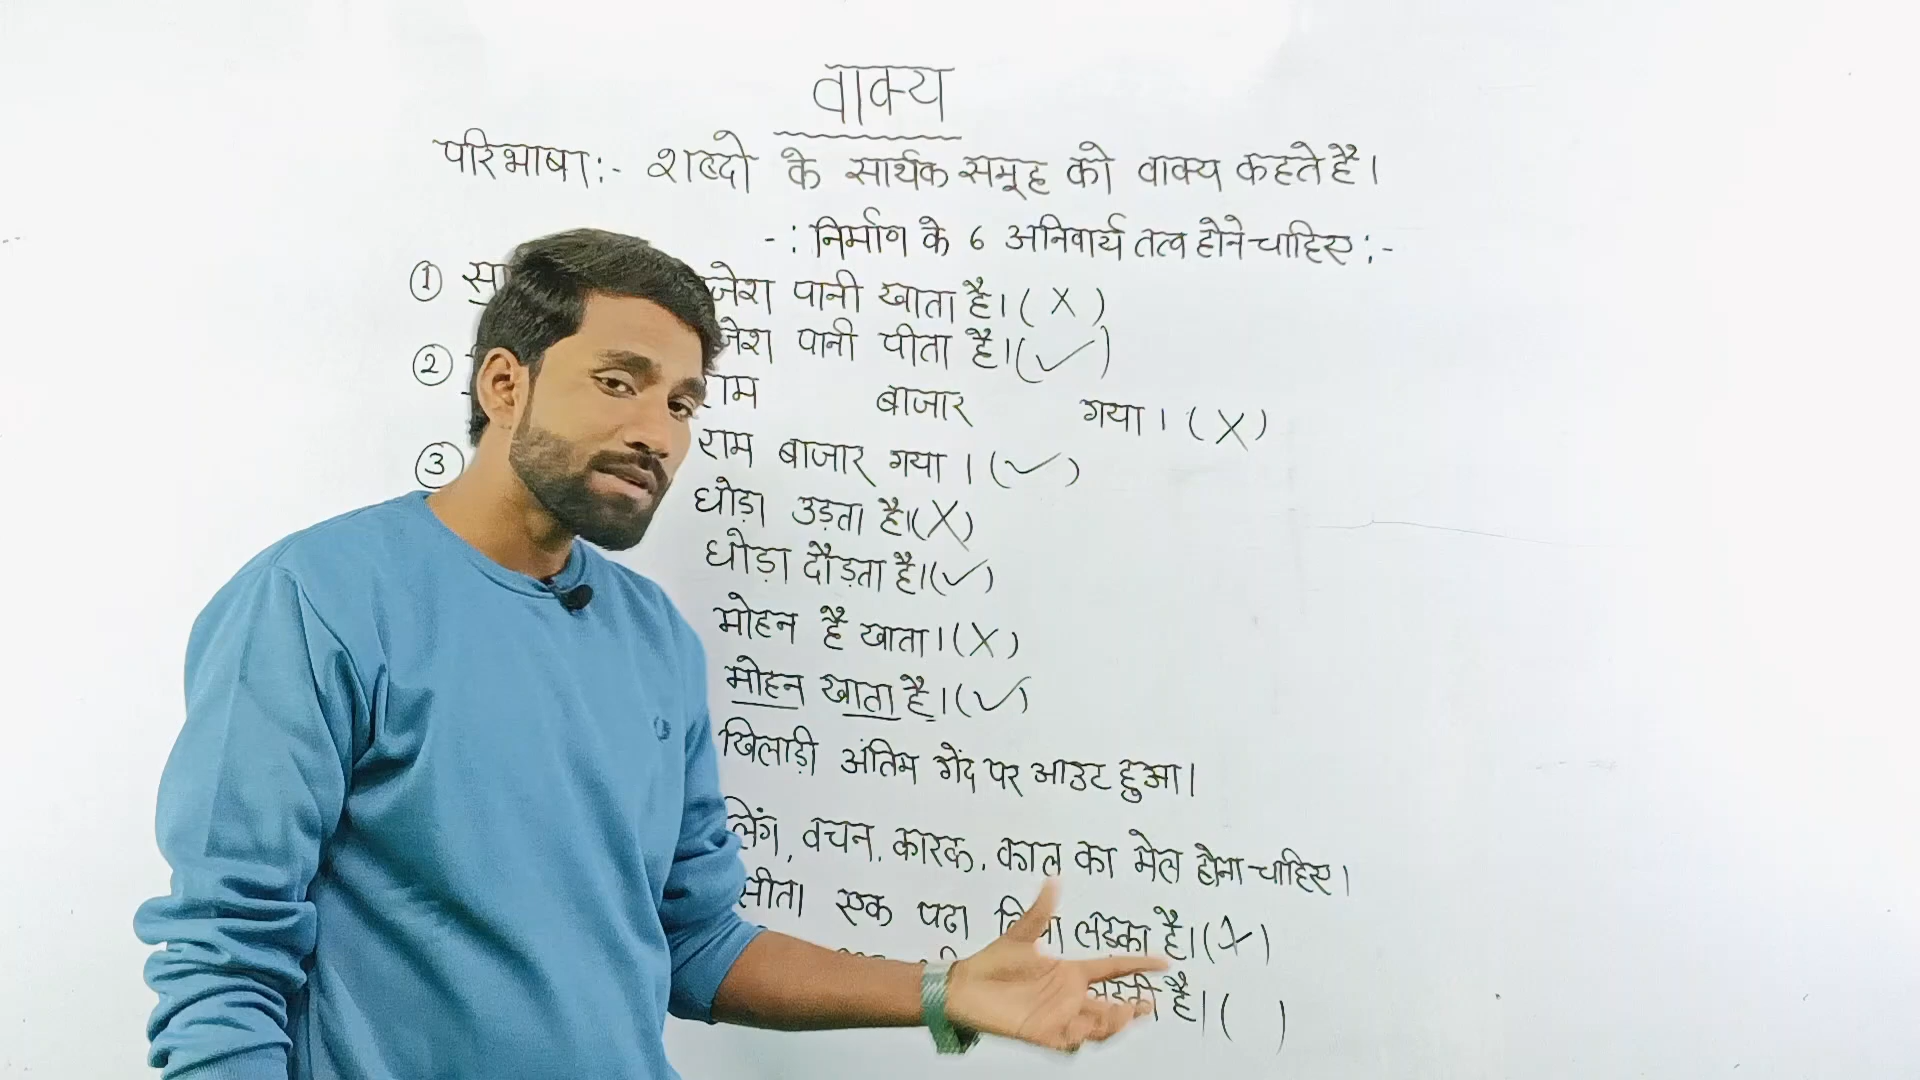 वाक्य
परिभाषा:- शब्दो के सार्थक समूह को वाक्य कहते है।
-: निर्माण के 6 अनिवार्य तत्व होने चाहिए:-
① पानी खाता है। (X)
पानी पीता है। (✓)
② बाजार गया। (X)
③ राम बाजार गया। (✓)
घोड़ा उड़ता है। (X)
घोड़ा दौड़ता है। (✓)
मोहन है खाता। (X)
मोहन खाता है। (✓)
खिलाड़ी अंतिम गेंद पर आउट हुआ।
लिंग, वचन, कारक, काल का मेल होना चाहिए।
सीता एक पढा लड़का है। (X)
है। ( )